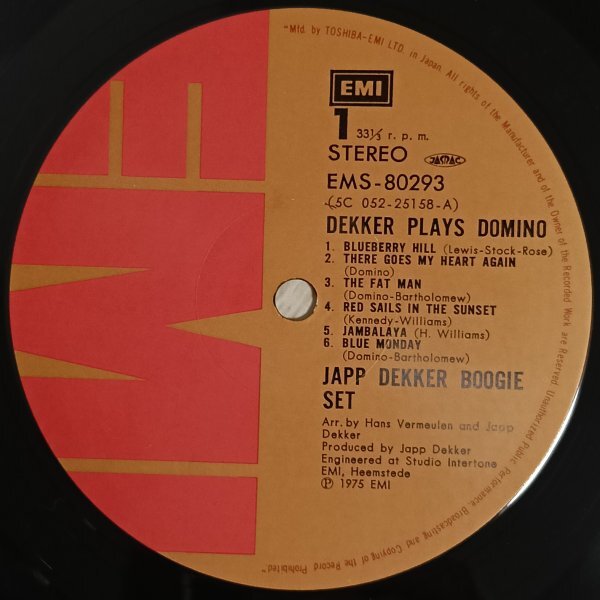 "Mfd. by TOSHIBA-EMI LTD. in Japan. All rights of the Manufacturer and of the Owner of the Recorded Work are Reserved. Unauthorized Public Performance, Broadcasting and Copying of the Record Prohibited"
EMI
EMI
1 33⅓ r. p. m.
STEREO JASRAC
EMS-80293
(5C 052-25158-A)
DEKKER PLAYS DOMINO
1. BLUEBERRY HILL (Lewis-Stock-Rose)
2. THERE GOES MY HEART AGAIN
(Domino)
3. THE FAT MAN
(Domino-Bartholomew)
4. RED SAILS IN THE SUNSET
(Kennedy-Williams)
5. JAMBALAYA (H. Williams)
6. BLUE MONDAY
(Domino-Bartholomew)
JAPP DEKKER BOOGIE
SET
Arr. by Hans Vermeulen and Japp
Dekker
Produced by Japp Dekker
Engineered at Studio Intertone
EMI, Heemstede
Ⓟ 1975 EMI